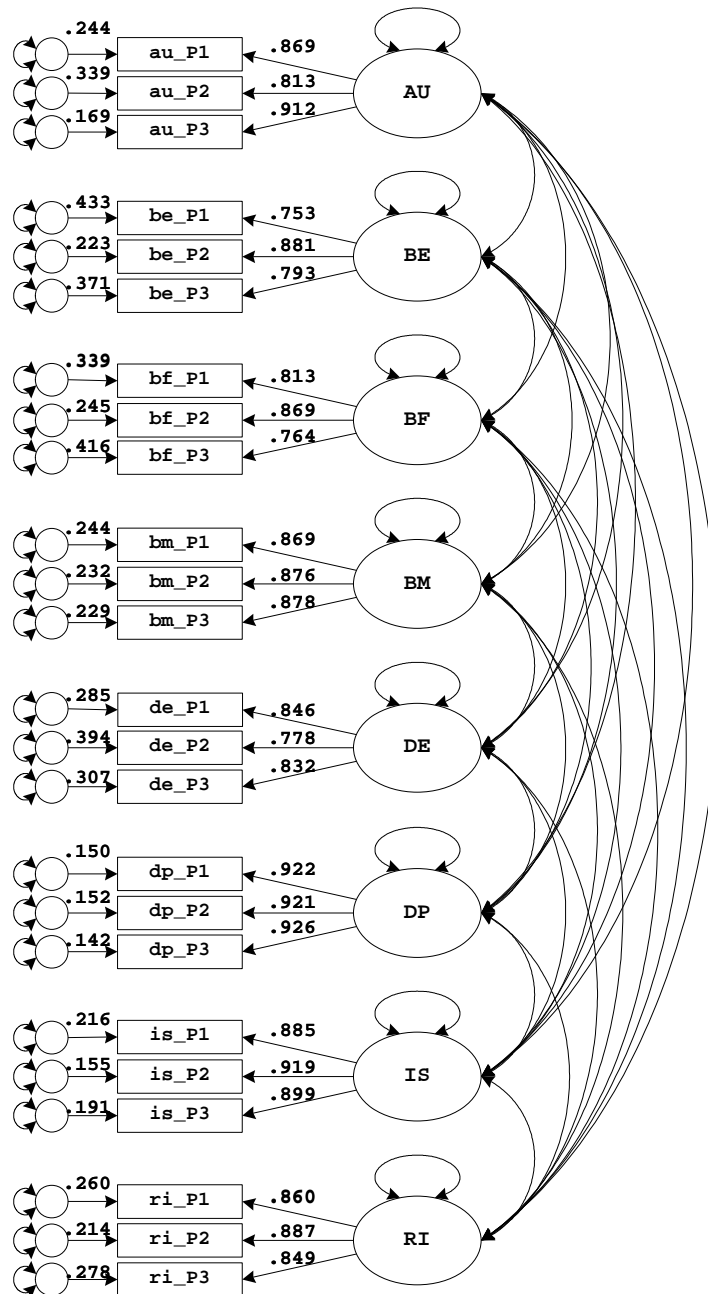 .244 au_P1 .869
.339 au_P2 .813 AU
.169 au_P3 .912
.433 be_P1 .753
.223 be_P2 .881 BE
.371 be_P3 .793
.339 bf_P1 .813
.245 bf_P2 .869 BF
.416 bf_P3 .764
.244 bm_P1 .869
.232 bm_P2 .876 BM
.229 bm_P3 .878
.285 de_P1 .846
.394 de_P2 .778 DE
.307 de_P3 .832
.150 dp_P1 .922
.152 dp_P2 .921 DP
.142 dp_P3 .926
.216 is_P1 .885
.155 is_P2 .919 IS
.191 is_P3 .899
.260 ri_P1 .860
.214 ri_P2 .887 RI
.278 ri_P3 .849